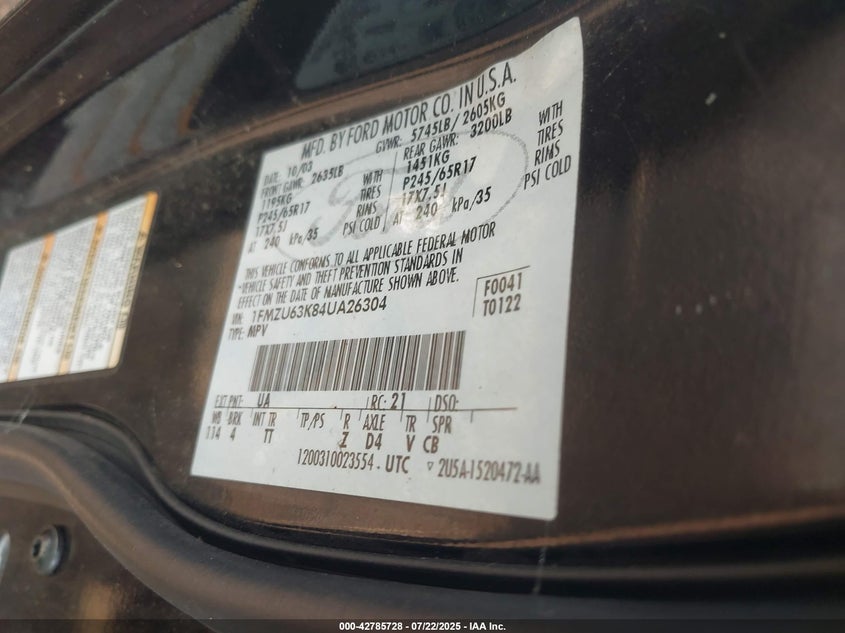 MFD. BY FORD MOTOR CO. IN U.S.A.
DATE: 10/03 GVWR: 5745LB/ 2605KG
FRONT GAWR: 2635LB REAR GAWR: 3200LB
1195KG WITH 1451KG WITH
P245/65R17 TIRES P245/65R17 TIRES
17X7.5J RIMS 17X7.5J RIMS
AT 240 kPa/35 PSI COLD AT 240 kPa/35 PSI COLD
THIS VEHICLE CONFORMS TO ALL APPLICABLE FEDERAL MOTOR
VEHICLE SAFETY AND THEFT PREVENTION STANDARDS IN
EFFECT ON THE DATE OF MANUFACTURE SHOWN ABOVE.
VIN: 1FMZU63K84UA26304
TYPE: MPV
F0041
T0122
EXT PNT: UA RC: 21 DSO:
WB BRK INT TR TP/PS R AXLE TR SPR
114 4 TT Z D4 V CB
1200310023554 . UTC ▽ 2U5A-1520472-AA
000-42785728 - 07/22/2025 - IAA Inc.